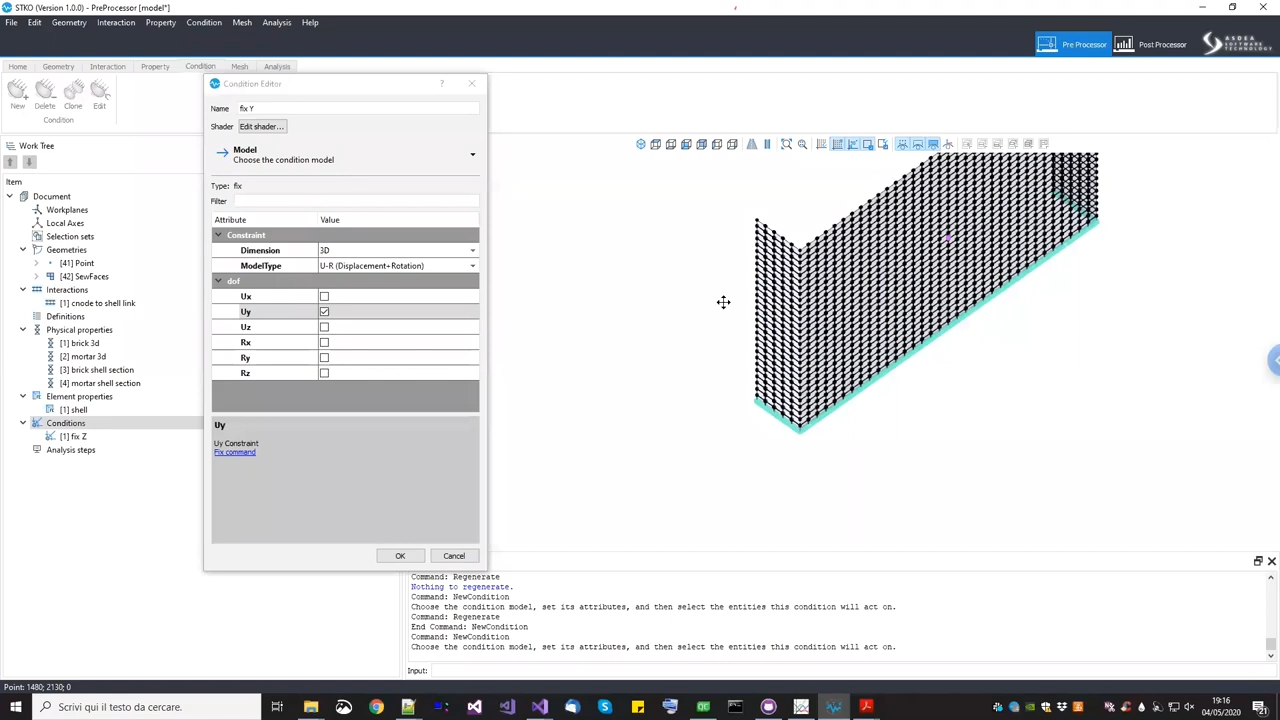 STKO (Version 1.0.0) - PreProcessor [model*]
File Edit Geometry Interaction Property Condition Mesh Analysis Help
Pre Processor Post Processor ASDEA SOFTWARE TECHNOLOGY
Home Geometry Interaction Property Condition Mesh Analysis
New Delete Clone Edit
Condition
Work Tree
Item
Document
Workplanes
Local Axes
Selection sets
Geometries
[41] Point
[42] SewFaces
Interactions
[1] cnode to shell link
Definitions
Physical properties
[1] brick 3d
[2] mortar 3d
[3] brick shell section
[4] mortar shell section
Element properties
[1] shell
Conditions
[1] fix Z
Analysis steps
Condition Editor ?
Name fix Y
Shader Edit shader...
Model
Choose the condition model
Type: fix
Filter
Attribute Value
Constraint
Dimension 3D
ModelType U-R (Displacement+Rotation)
dof
Ux
Uy
Uz
Rx
Ry
Rz
Uy
Uy Constraint
Fix command
OK Cancel
Command: Regenerate
Nothing to regenerate.
Command: NewCondition
Choose the condition model, set its attributes, and then select the entities this condition will act on.
Command: Regenerate
End Command: NewCondition
Command: NewCondition
Choose the condition model, set its attributes, and then select the entities this condition will act on.
Input:
Point: 1480; 2130; 0
Scrivi qui il testo da cercare.
19:16
04/05/2020